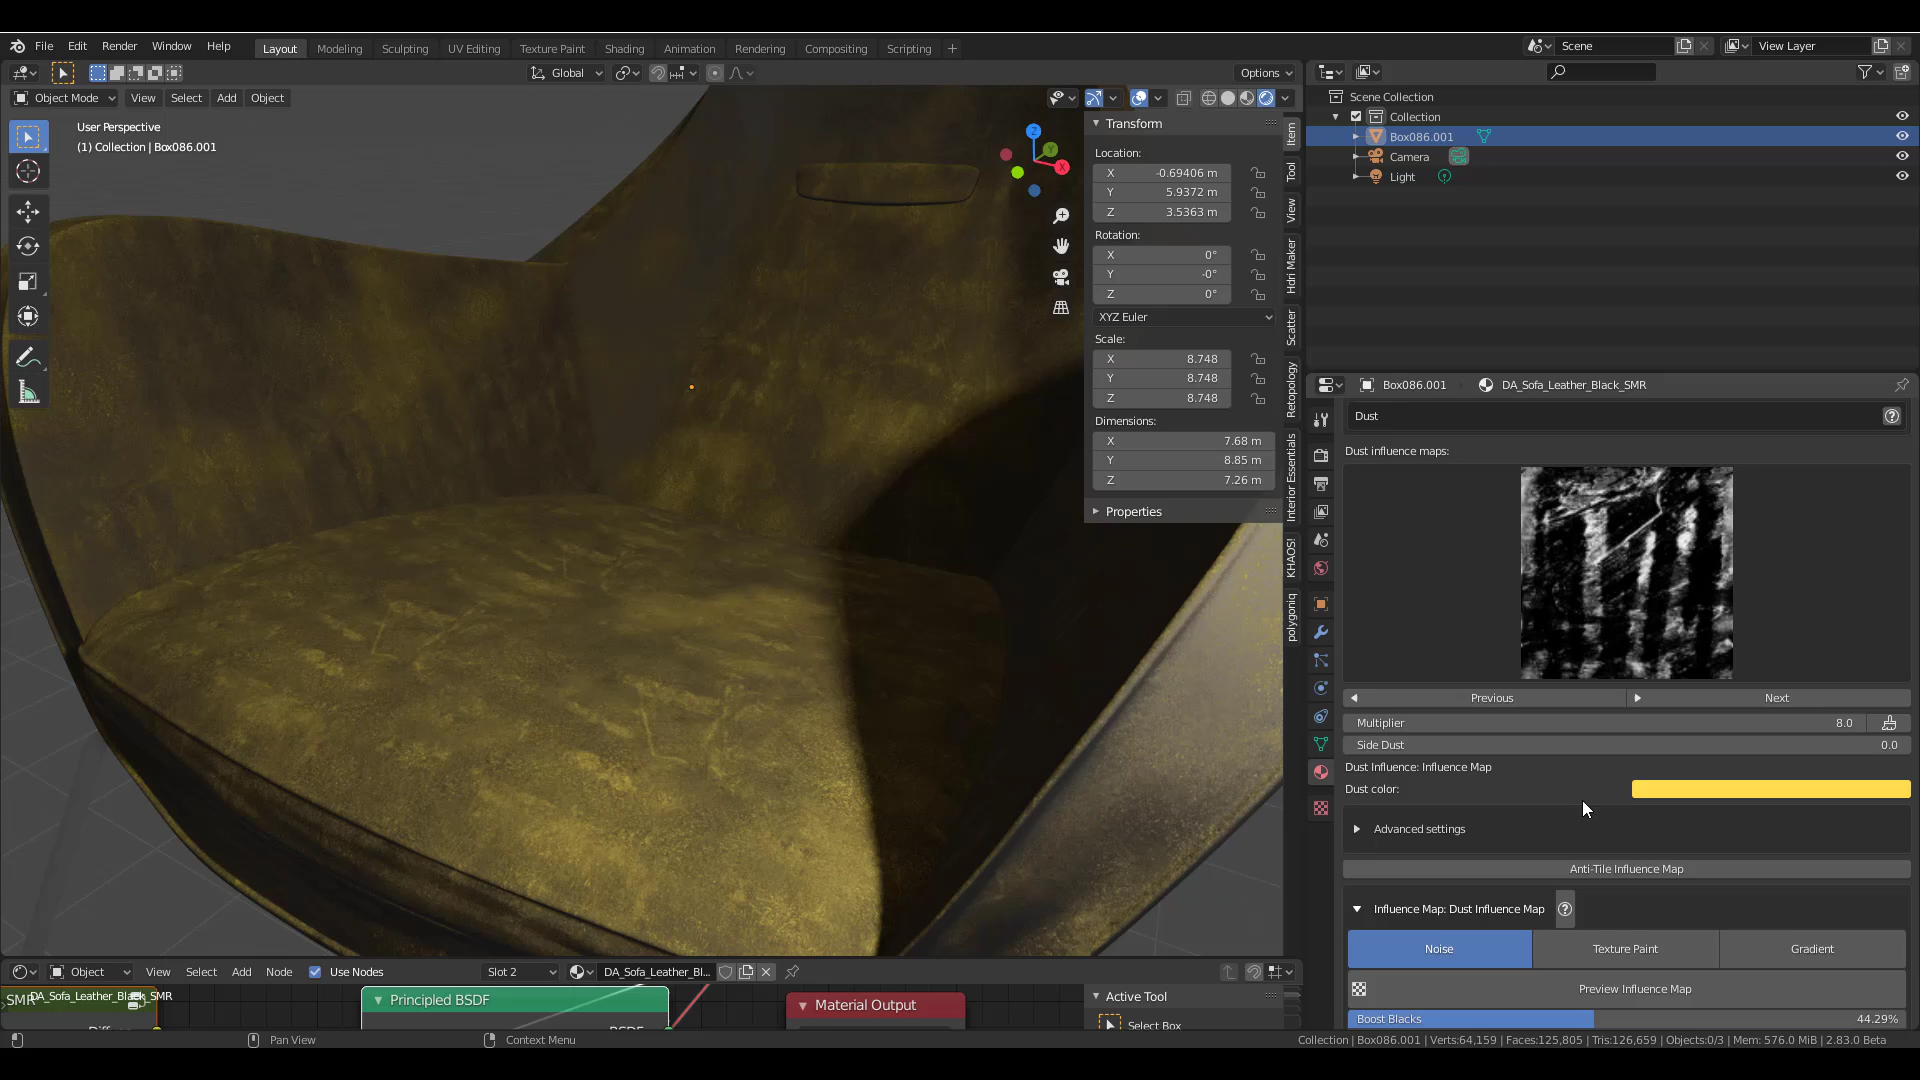 File Edit Render Window Help
Layout Modeling Sculpting UV Editing Texture Paint Shading Animation Rendering Compositing Scripting +
Scene
View Layer
Global
Options
Object Mode View Select Add Object
User Perspective
(1) Collection | Box086.001
Z
Y
X
Transform
Location:
X -0.69406 m
Y 5.9372 m
Z 3.5363 m
Rotation:
X 0°
Y -0°
Z 0°
XYZ Euler
Scale:
X 8.748
Y 8.748
Z 8.748
Dimensions:
X 7.68 m
Y 8.85 m
Z 7.26 m
Properties
Item
Tool
View
Hdri Maker
Scatter
Retopology
Interior Essentials
KHAOS!
polygoniq
Scene Collection
Collection
Box086.001
Camera
Light
Box086.001 DA_Sofa_Leather_Black_SMR
Dust
Dust influence maps:
Previous Next
Multiplier 8.0
Side Dust 0.0
Dust Influence: Influence Map
Dust color:
Advanced settings
Anti-Tile Influence Map
Influence Map: Dust Influence Map
Noise Texture Paint Gradient
Preview Influence Map
Boost Blacks 44.29%
Object View Select Add Node Use Nodes Slot 2 DA_Sofa_Leather_Bl...
SMR
DA_Sofa_Leather_Black_SMR
Principled BSDF
BSDF
Material Output
Active Tool
Select Box
Pan View
Context Menu
Collection | Box086.001 | Verts:64,159 | Faces:125,805 | Tris:126,659 | Objects:0/3 | Mem: 576.0 MiB | 2.83.0 Beta